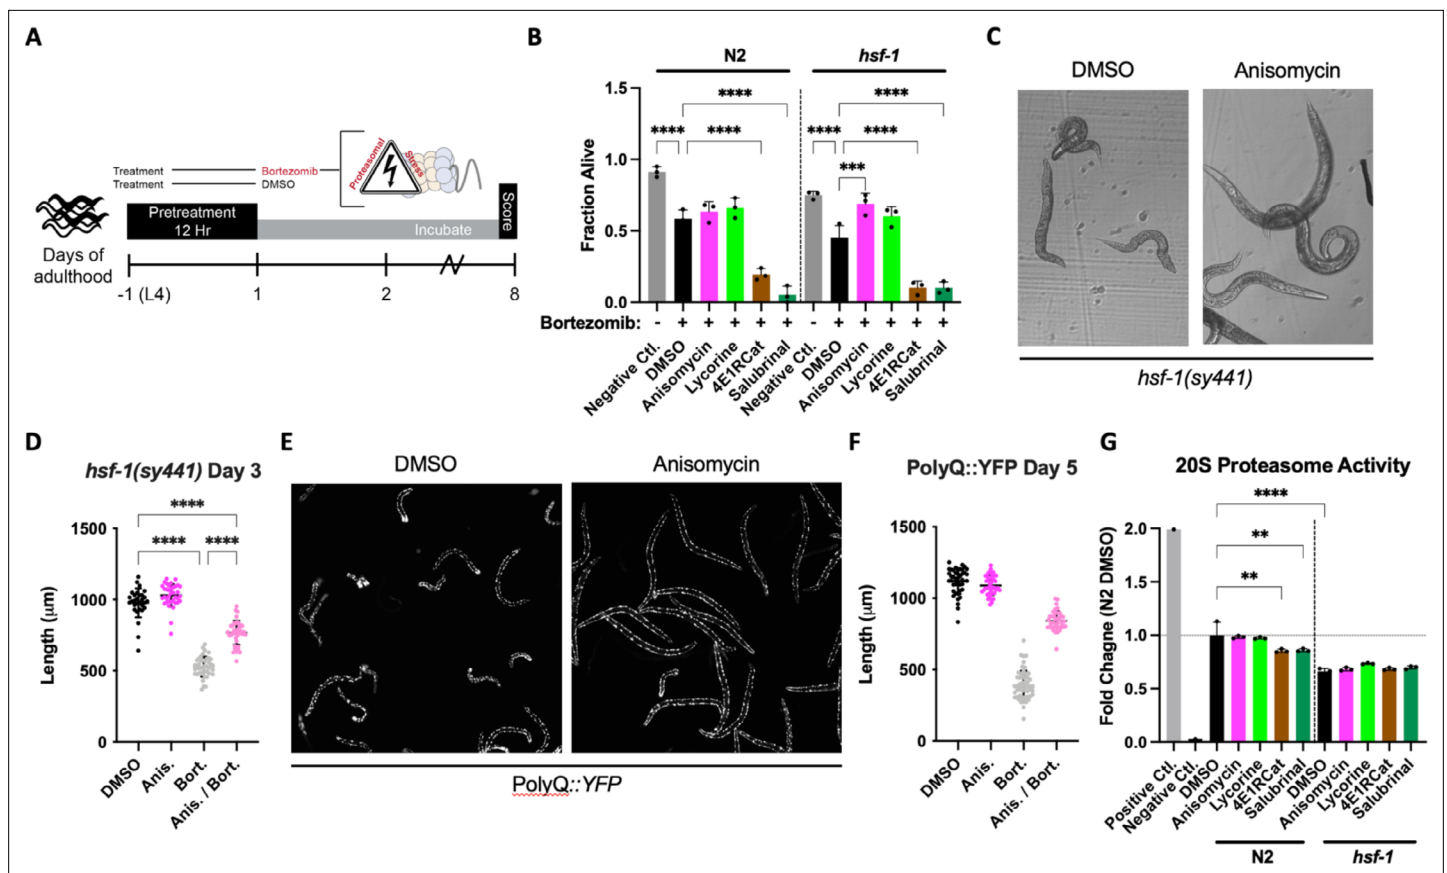 A
Treatment
Treatment
Bortezomib
DMSO
Proteasomal
Stress
Pretreatment
12 Hr
Incubate
Score
Days of
adulthood
-1 (L4)
1
2
8
B
N2
hsf-1
Fraction Alive
1.5
1.0
0.5
0.0
****
****
****
****
****
****
***
Bortezomib:
- + + + + + - + + + + +
Negative Ctl.
DMSO
Anisomycin
Lycorine
4E1RCat
Salubrinal
Negative Ctl.
DMSO
Anisomycin
Lycorine
4E1RCat
Salubrinal
C
DMSO
Anisomycin
hsf-1(sy441)
D
hsf-1(sy441) Day 3
****
****
****
Length (μm)
1500
1000
500
0
DMSO
Anis.
Bort.
Anis. / Bort.
E
DMSO
Anisomycin
PolyQ::YFP
F
PolyQ::YFP Day 5
Length (μm)
1500
1000
500
0
DMSO
Anis.
Bort.
Anis. / Bort.
G
20S Proteasome Activity
****
**
**
Fold Chagne (N2 DMSO)
2.0
1.5
1.0
0.5
0.0
Positive Ctl.
Negative Ctl.
DMSO
Anisomycin
Lycorine
4E1RCat
Salubrinal
DMSO
Anisomycin
Lycorine
4E1RCat
Salubrinal
N2
hsf-1